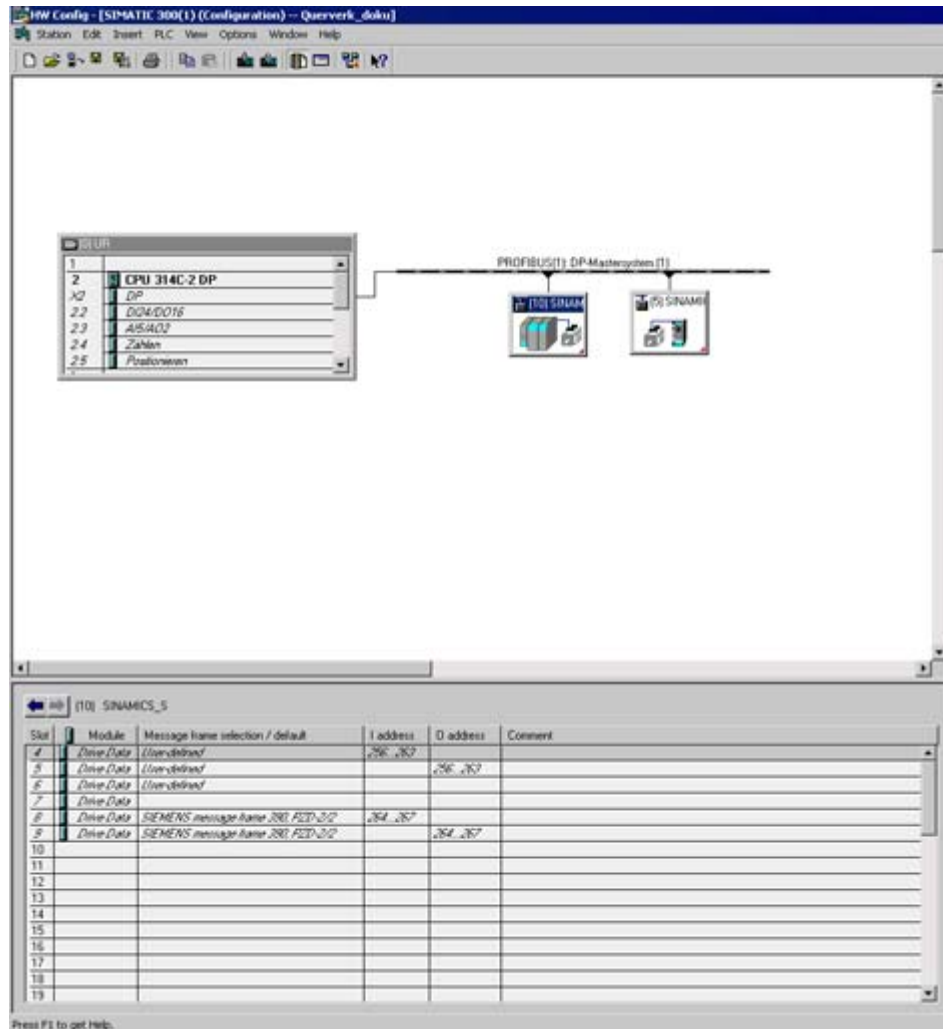 HW Config - [SIMATIC 300(1) (Configuration) -- Querverk_doku]
Station Edit Insert PLC View Options Window Help
(0) UR
1
2 CPU 314C-2 DP
X2 DP
2.2 DI24/DO16
2.3 AI5/AO2
2.4 Zählen
2.5 Positionieren
PROFIBUS(1): DP-Mastersystem (1)
(10) SINAM
(5) SINAMI
(10) SINAMICS_S
Slot Module Message frame selection / default I address O address Comment
4 Drive Data User-defined 256...263
5 Drive Data User-defined 256...263
6 Drive Data User-defined
7 Drive Data
8 Drive Data SIEMENS message frame 390, PZD-2/2 264...267
9 Drive Data SIEMENS message frame 390, PZD-2/2 264...267
10
11
12
13
14
15
16
17
18
19
Press F1 to get Help.